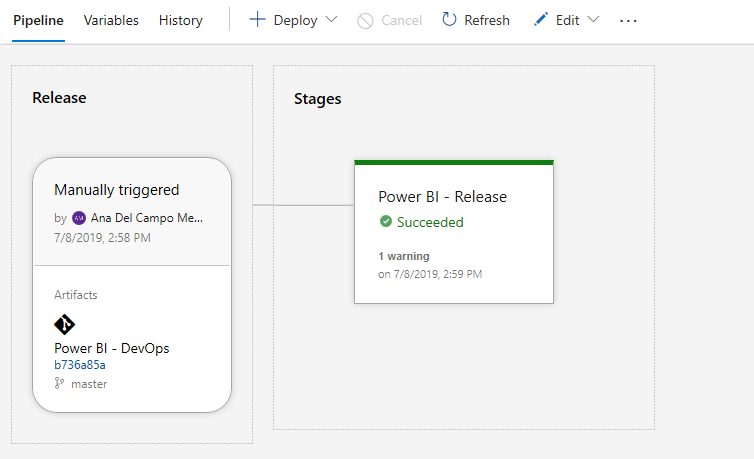 Pipeline Variables History Deploy Cancel Refresh Edit ...
Release
Manually triggered
by AM Ana Del Campo Me...
7/8/2019, 2:58 PM
Artifacts
Power BI - DevOps
b736a85a
master
Stages
Power BI - Release
Succeeded
1 warning
on 7/8/2019, 2:59 PM